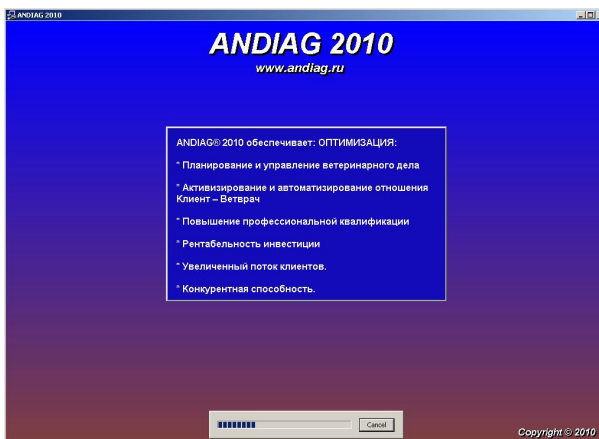 ANDIAG 2010
ANDIAG 2010
www.andiag.ru
ANDIAG® 2010 обеспечивает: ОПТИМИЗАЦИЯ:
* Планирование и управление ветеринарного дела
* Активизирование и автоматизирование отношения
Клиент – Ветврач
* Повышение профессиональной квалификации
* Рентабельность инвестиции
* Увеличенный поток клиентов.
* Конкурентная способность.
Cancel
Copyright © 2010